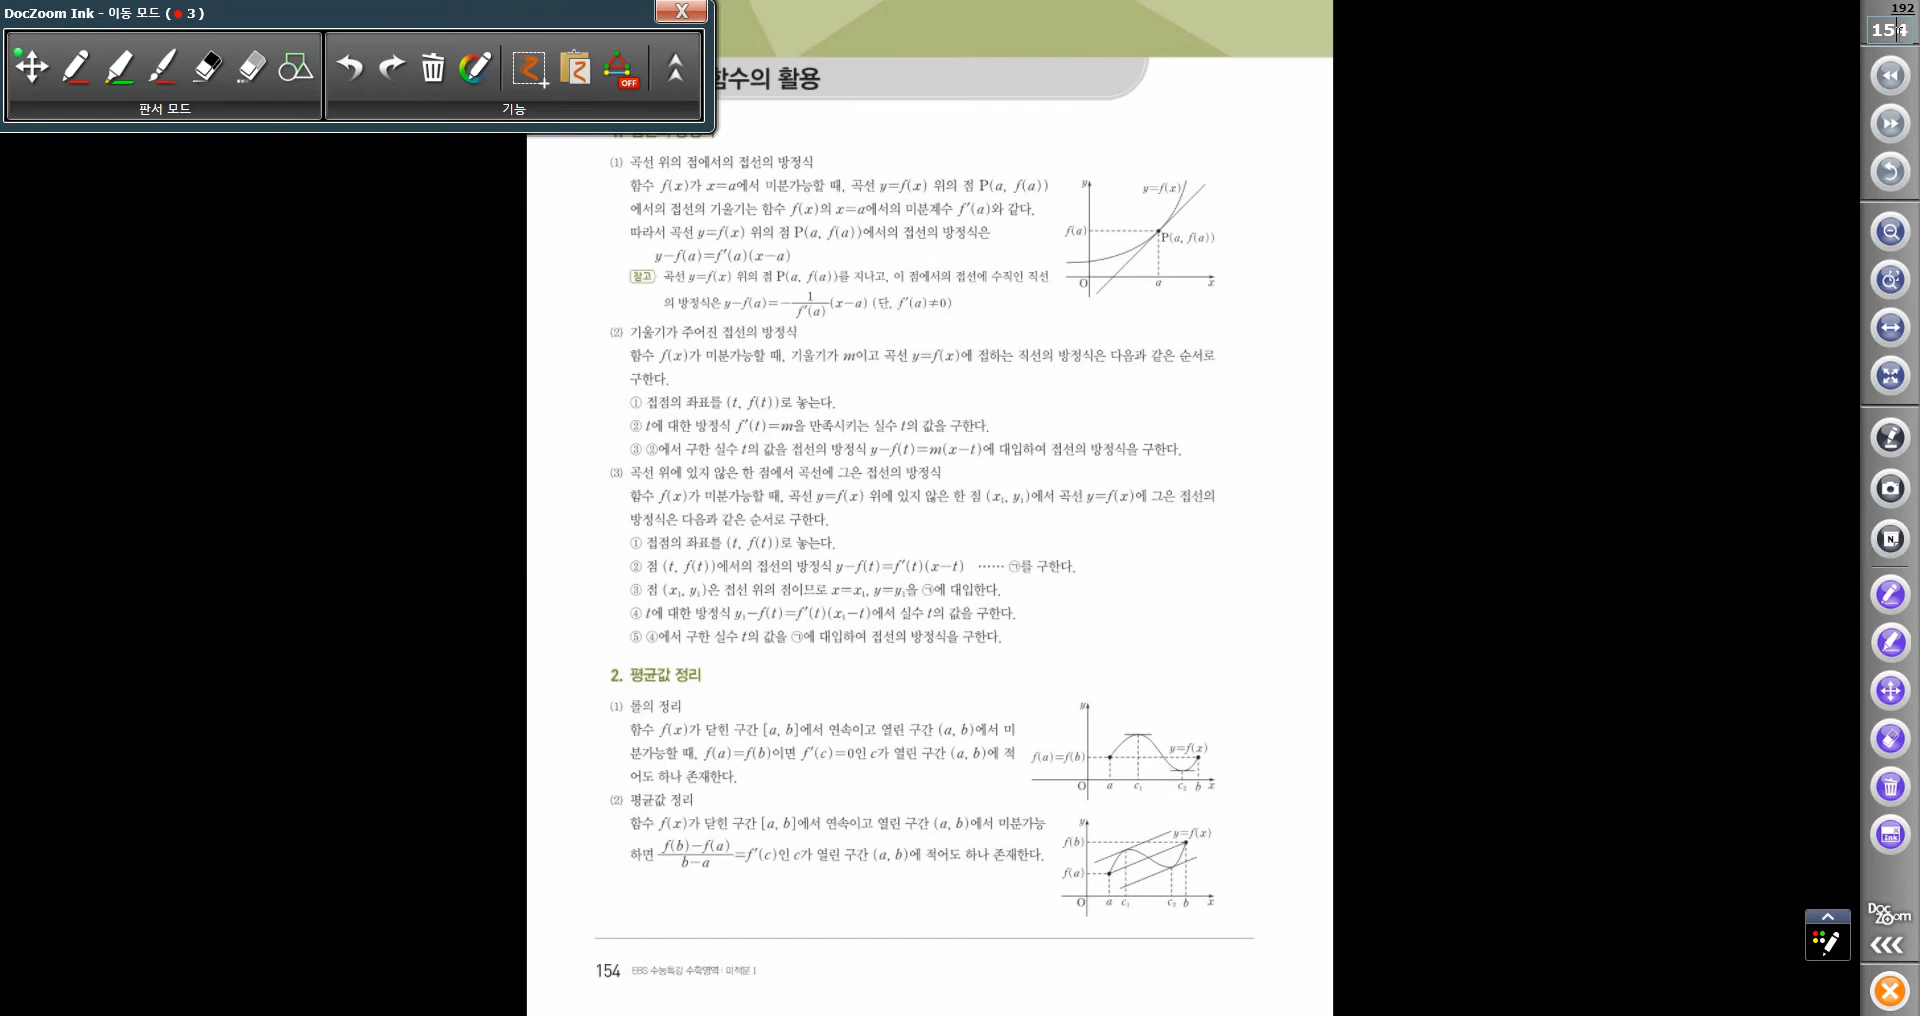 DocZoom Ink - 이동 모드 ( 3 )
X
판서 모드
기능
OFF
192
154
함수의 활용
(1) 곡선 위의 점에서의 접선의 방정식
함수 f(x)가 x=a에서 미분가능할 때, 곡선 y=f(x) 위의 점 P(a, f(a))
에서의 접선의 기울기는 함수 f(x)의 x=a에서의 미분계수 f'(a)와 같다.
따라서 곡선 y=f(x) 위의 점 P(a, f(a))에서의 접선의 방정식은
y-f(a)=f'(a)(x-a)
참고 곡선 y=f(x) 위의 점 P(a, f(a))를 지나고, 이 점에서의 접선에 수직인 직선
의 방정식은 y-f(a)=-1/f'(a)(x-a) (단, f'(a)≠0)
y
y=f(x)
f(a)
P(a, f(a))
O a x
(2) 기울기가 주어진 접선의 방정식
함수 f(x)가 미분가능할 때, 기울기가 m이고 곡선 y=f(x)에 접하는 직선의 방정식은 다음과 같은 순서로
구한다.
① 접점의 좌표를 (t, f(t))로 놓는다.
② t에 대한 방정식 f'(t)=m을 만족시키는 실수 t의 값을 구한다.
③ ②에서 구한 실수 t의 값을 접선의 방정식 y-f(t)=m(x-t)에 대입하여 접선의 방정식을 구한다.
(3) 곡선 위에 있지 않은 한 점에서 곡선에 그은 접선의 방정식
함수 f(x)가 미분가능할 때, 곡선 y=f(x) 위에 있지 않은 한 점 (x₁, y₁)에서 곡선 y=f(x)에 그은 접선의
방정식은 다음과 같은 순서로 구한다.
① 접점의 좌표를 (t, f(t))로 놓는다.
② 점 (t, f(t))에서의 접선의 방정식 y-f(t)=f'(t)(x-t) ······ ㉠를 구한다.
③ 점 (x₁, y₁)은 접선 위의 점이므로 x=x₁, y=y₁을 ㉠에 대입한다.
④ t에 대한 방정식 y₁-f(t)=f'(t)(x₁-t)에서 실수 t의 값을 구한다.
⑤ ④에서 구한 실수 t의 값을 ㉠에 대입하여 접선의 방정식을 구한다.
2. 평균값 정리
(1) 롤의 정리
함수 f(x)가 닫힌 구간 [a, b]에서 연속이고 열린 구간 (a, b)에서 미
분가능할 때, f(a)=f(b)이면 f'(c)=0인 c가 열린 구간 (a, b)에 적
어도 하나 존재한다.
y
y=f(x)
f(a)=f(b)
O a c₁ c₂ b x
(2) 평균값 정리
함수 f(x)가 닫힌 구간 [a, b]에서 연속이고 열린 구간 (a, b)에서 미분가능
하면 f(b)-f(a)/b-a=f'(c)인 c가 열린 구간 (a, b)에 적어도 하나 존재한다.
y
y=f(x)
f(b)
f(a)
O a c₁ c₂ b x
154 EBS 수능특강 수학영역 | 미적분 I
N
Ink
Doc Zoom